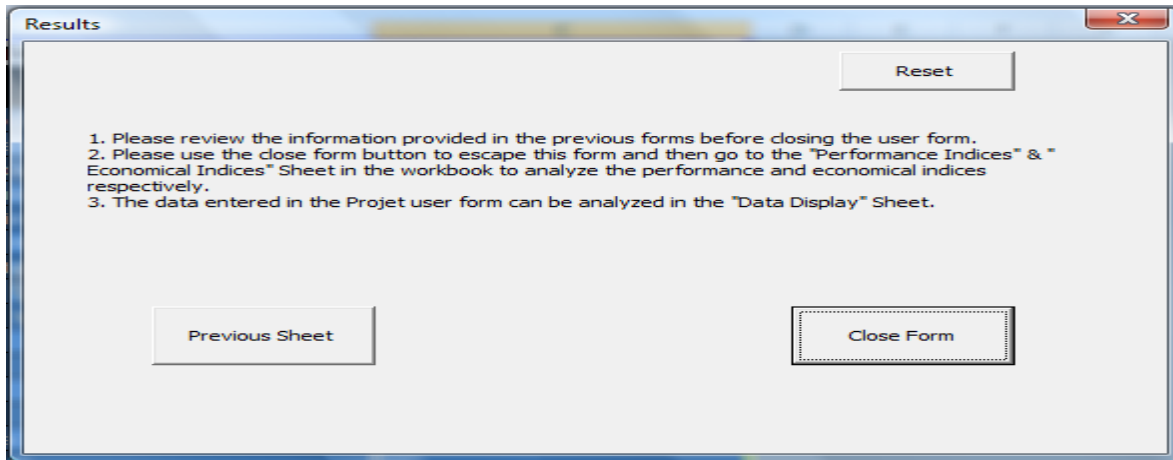 Results
Reset
1. Please review the information provided in the previous forms before closing the user form.
2. Please use the close form button to escape this form and then go to the "Performance Indices" & "
Economical Indices" Sheet in the workbook to analyze the performance and economical indices
respectively.
3. The data entered in the Projet user form can be analyzed in the "Data Display" Sheet.
Previous Sheet
Close Form